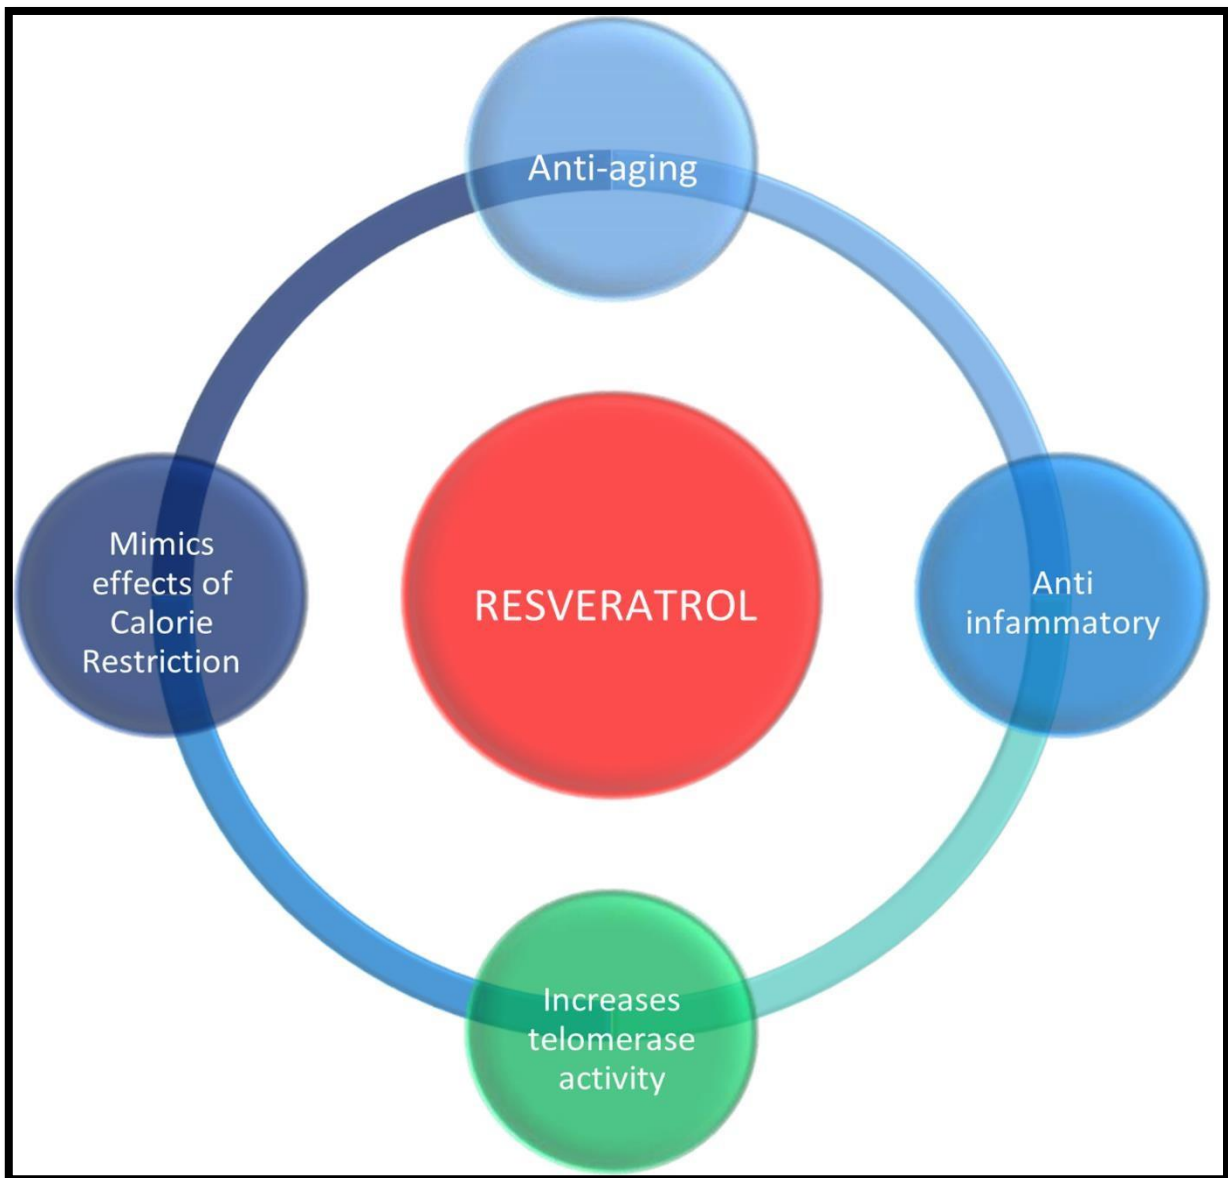 Anti-aging
Mimics
effects of
Calorie
Restriction
RESVERATROL
Anti
infammatory
Increases
telomerase
activity